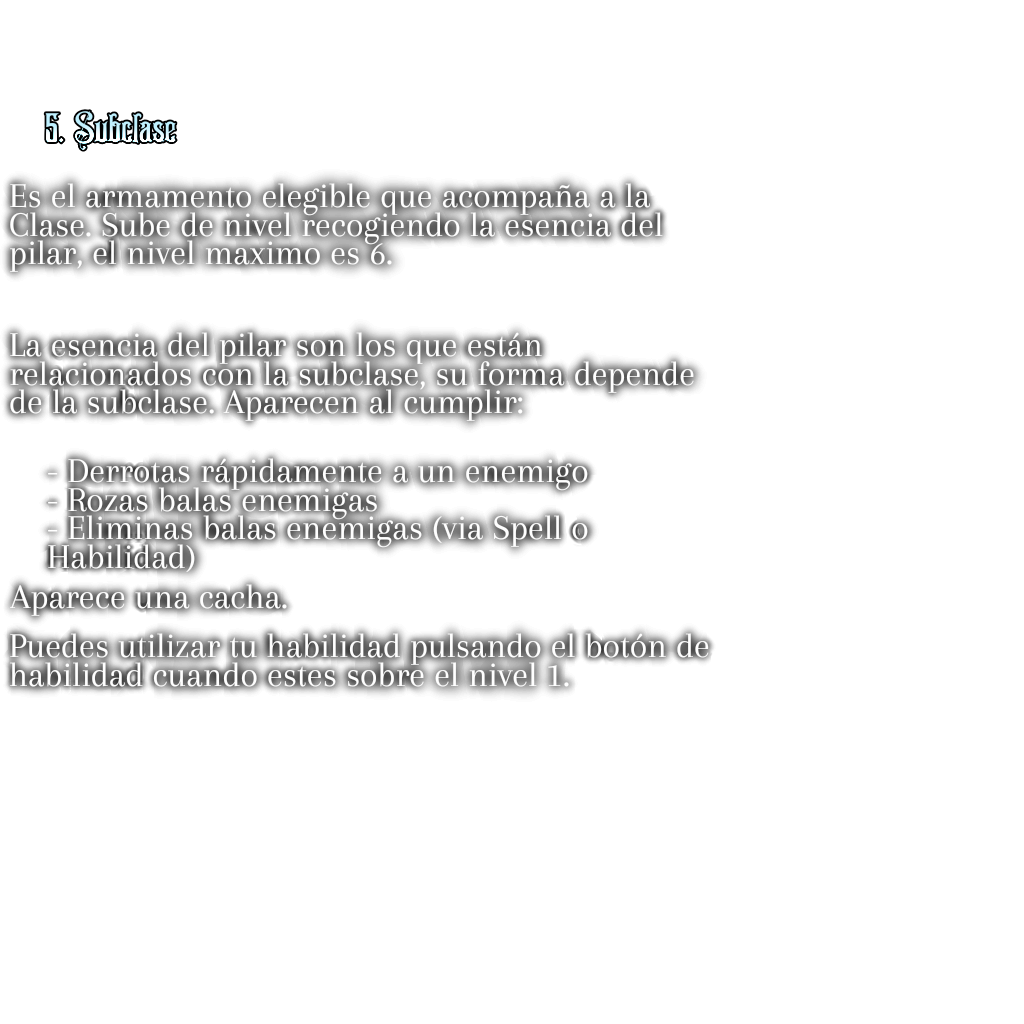 5. Subclase
Es el armamento elegible que acompaña a la
Clase. Sube de nivel recogiendo la esencia del
pilar, el nivel maximo es 6.
La esencia del pilar son los que están
relacionados con la subclase, su forma depende
de la subclase. Aparecen al cumplir:
- Derrotas rápidamente a un enemigo
- Rozas balas enemigas
- Eliminas balas enemigas (via Spell o
Habilidad)
Aparece una cacha.
Puedes utilizar tu habilidad pulsando el botón de
habilidad cuando estes sobre el nivel 1.